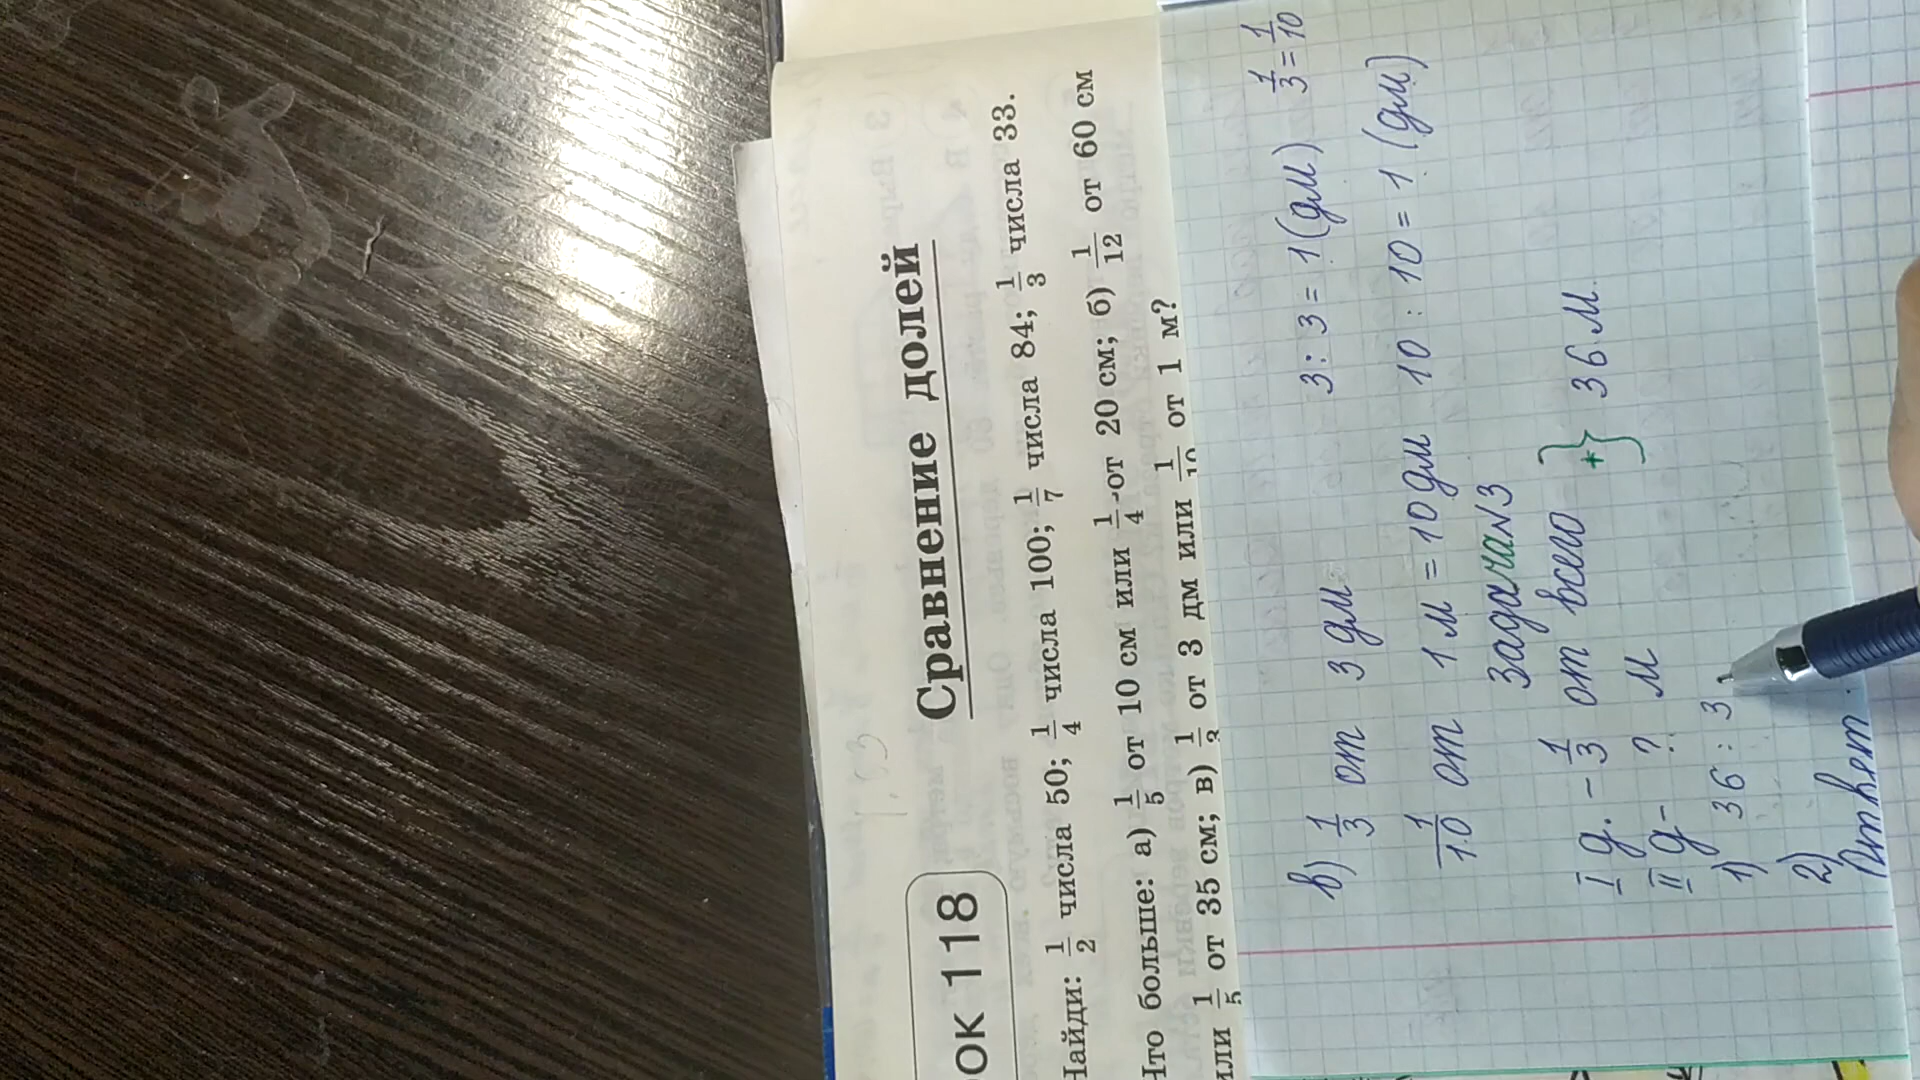 ОК 118
Сравнение долей
Найди: 1/2 числа 50; 1/4 числа 100; 1/7 числа 84; 1/3 числа 33.
Что больше: а) 1/5 от 10 см или 1/4 от 20 см; б) 1/12 от 60 см
или 1/5 от 35 см; в) 1/3 от 3 дм или 1/10 от 1 м?
в) 1/3 от 3 дм 3 : 3 = 1 (дм) 1/3 = 1/10
1/10 от 1 м = 10 дм 10 : 10 = 1 (дм)
Задача №3
I д. - 1/3 от всего + } 36 м.
II д - ? м
1) 36 : 3
2)
Ответ.